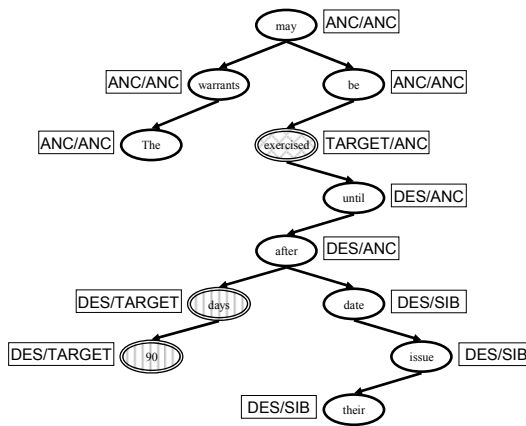 may ANC/ANC
ANC/ANC warrants be ANC/ANC
ANC/ANC The exercised TARGET/ANC
until DES/ANC
after DES/ANC
DES/TARGET days date DES/SIB
DES/TARGET 90 issue DES/SIB
DES/SIB their